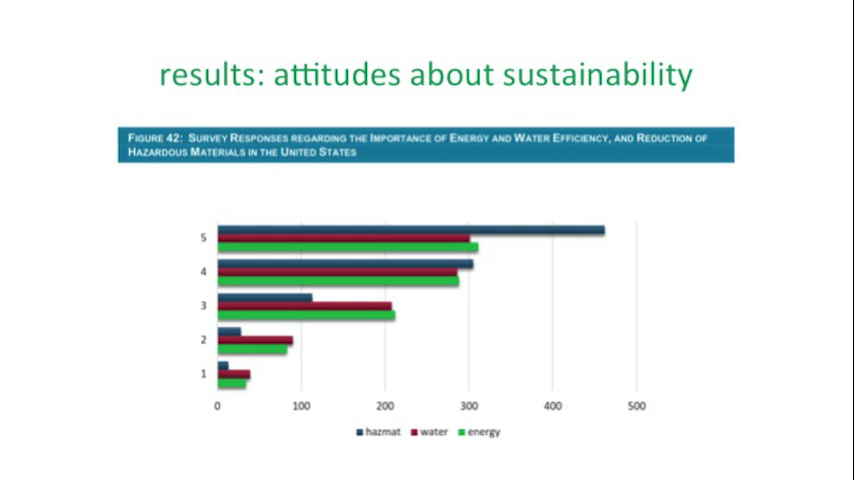 results: attitudes about sustainability
FIGURE 42: SURVEY RESPONSES REGARDING THE IMPORTANCE OF ENERGY AND WATER EFFICIENCY, AND REDUCTION OF
HAZARDOUS MATERIALS IN THE UNITED STATES
5
4
3
2
1
0 100 200 300 400 500
hazmat water energy